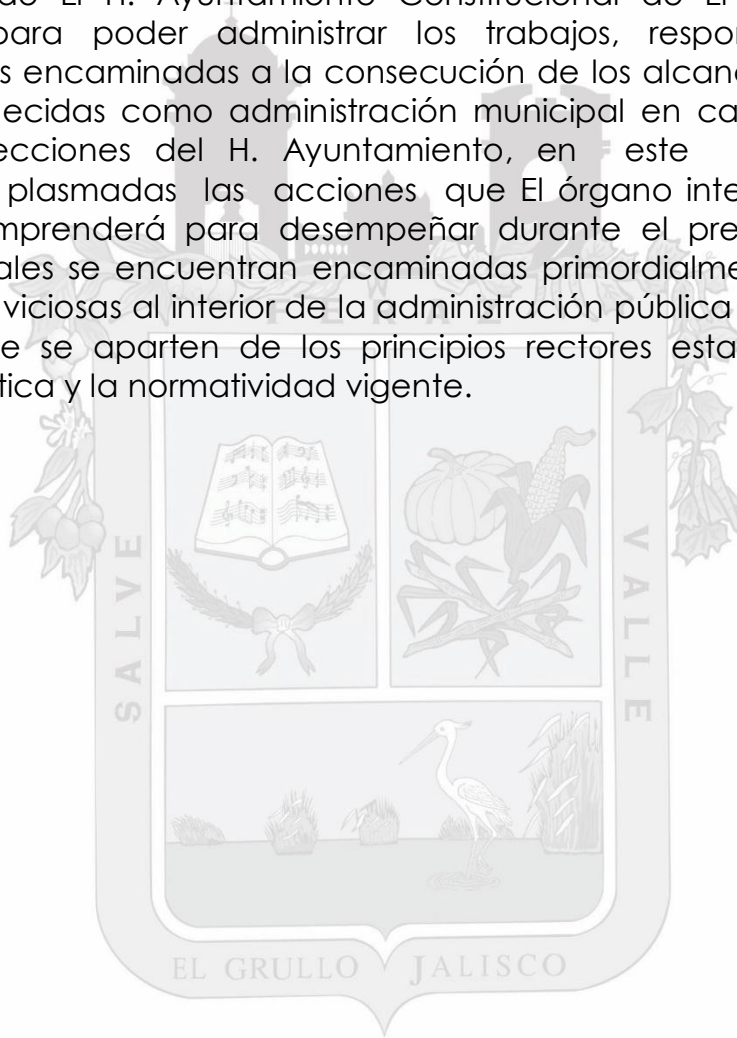 do El H. Ayuntamiento Constitucional de El
para poder administrar los trabajos, respon
s encaminadas a la consecución de los alcan
ecidas como administración municipal en ca
ecciones del H. Ayuntamiento, en este
plasmadas las acciones que El órgano inte
mprenderá para desempeñar durante el pre
ales se encuentran encaminadas primordialme
viciosas al interior de la administración pública
e se aparten de los principios rectores esta
tica y la normatividad vigente.
SALVE
VALLE
EL GRULLO JALISCO